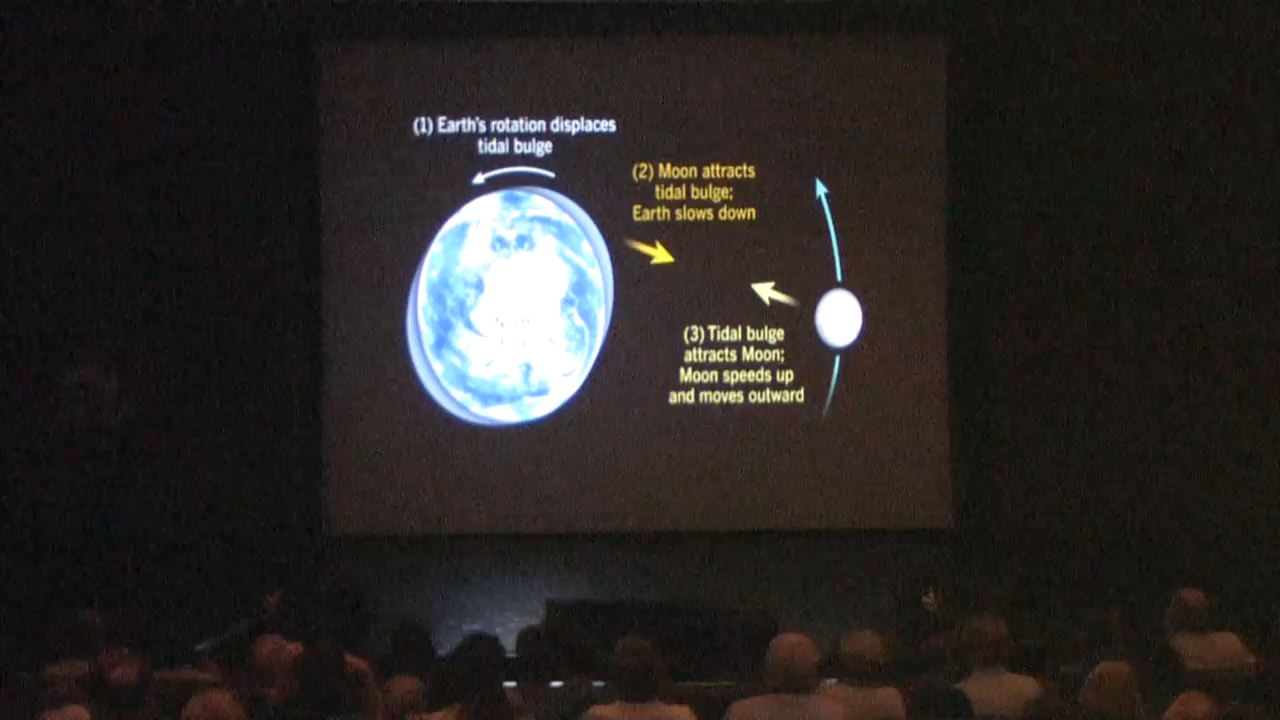 (1) Earth's rotation displaces
tidal bulge
(2) Moon attracts
tidal bulge;
Earth slows down
(3) Tidal bulge
attracts Moon;
Moon speeds up
and moves outward